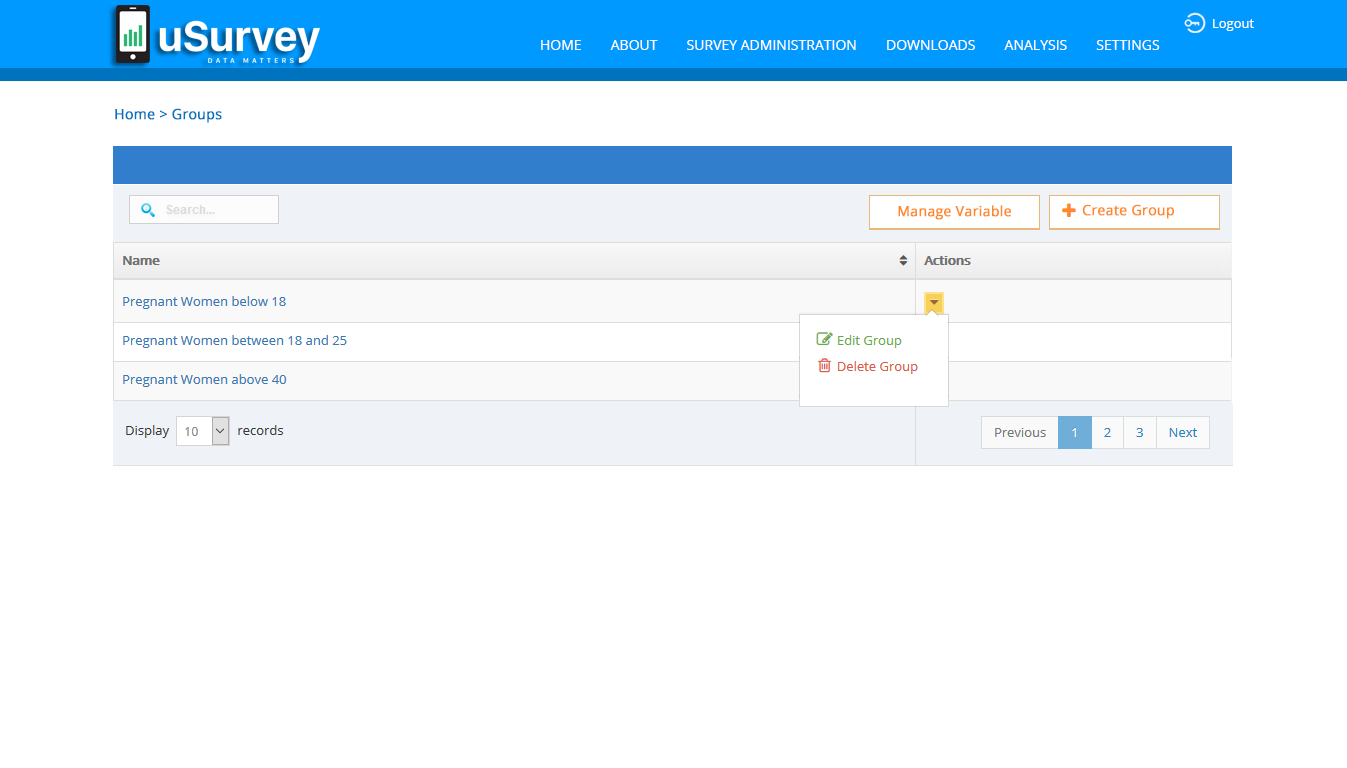 uSurvey
DATA MATTERS
HOME ABOUT SURVEY ADMINISTRATION DOWNLOADS ANALYSIS SETTINGS Logout
Home > Groups
Search...
Manage Variable
Create Group
Name Actions
Pregnant Women below 18
Pregnant Women between 18 and 25
Edit Group
Delete Group
Pregnant Women above 40
Display 10 records
Previous 1 2 3 Next